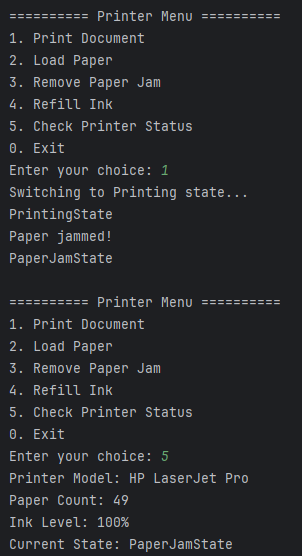 ========== Printer Menu ==========
1. Print Document
2. Load Paper
3. Remove Paper Jam
4. Refill Ink
5. Check Printer Status
0. Exit
Enter your choice: 1
Switching to Printing state...
PrintingState
Paper jammed!
PaperJamState

========== Printer Menu ==========
1. Print Document
2. Load Paper
3. Remove Paper Jam
4. Refill Ink
5. Check Printer Status
0. Exit
Enter your choice: 5
Printer Model: HP LaserJet Pro
Paper Count: 49
Ink Level: 100%
Current State: PaperJamState